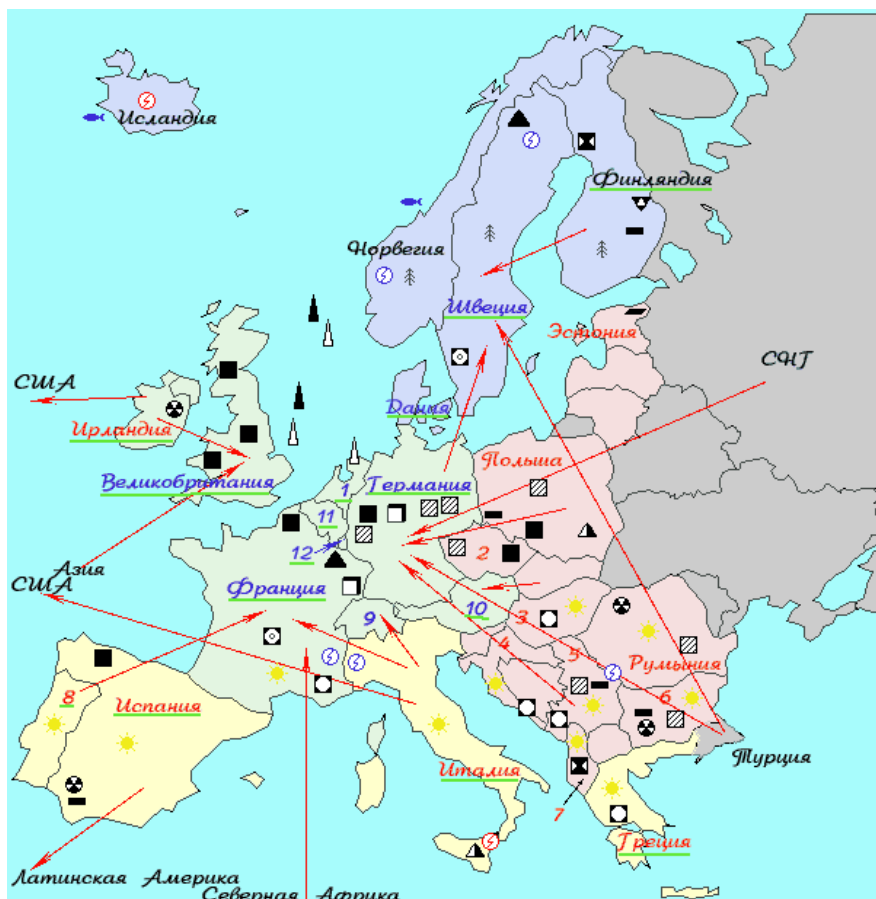 Исландия
Финляндия
Норвегия
Швеция
Эстония
США
СНГ
Дания
Ирландия
Польша
Великобритания
1
Германия
11
2
12
Азия
США
Франция
10
3
9
4
5
Румыния
8
Испания
6
Турция
Италия
7
Греция
Латинская Америка
Северная Африка